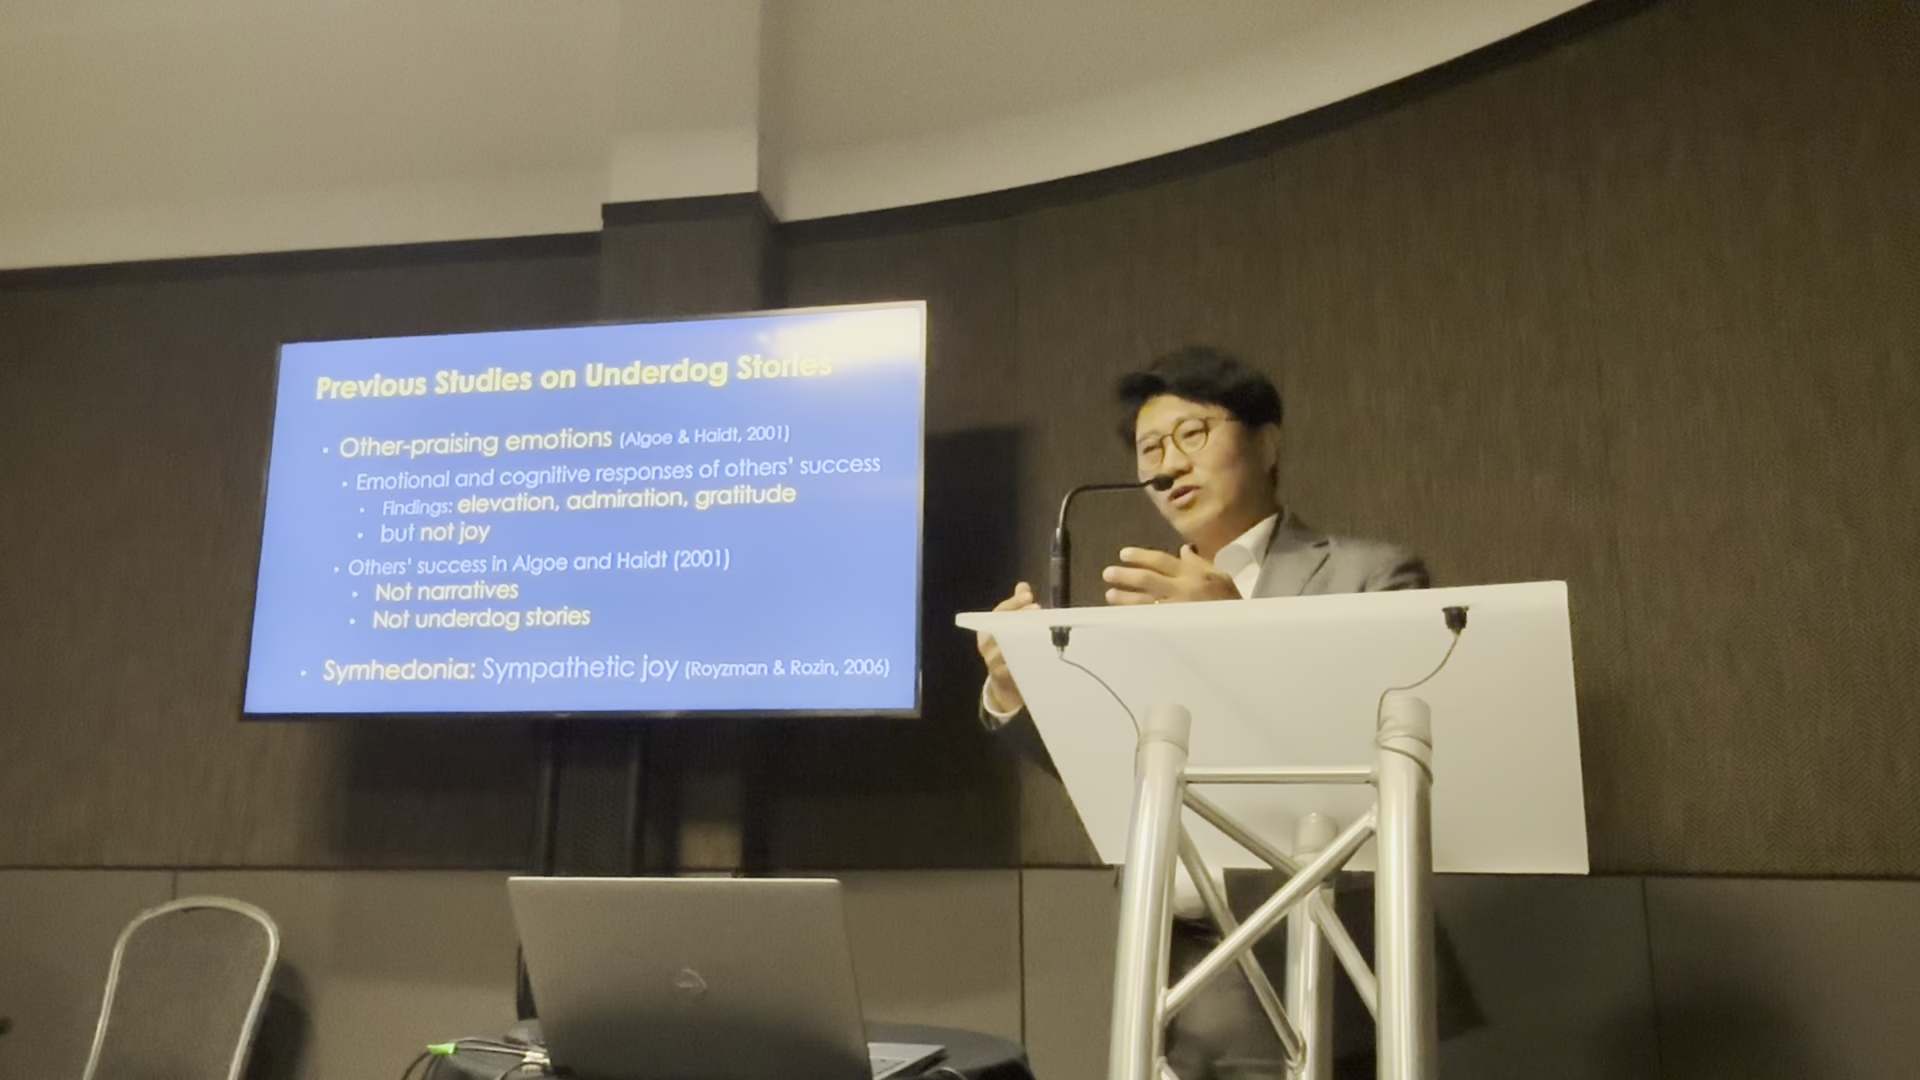 Previous Studies on Underdog Stories
• Other-praising emotions (Algoe & Haidt, 2001)
• Emotional and cognitive responses of others' success
• Findings: elevation, admiration, gratitude
• but not joy
• Others' success in Algoe and Haidt (2001)
• Not narratives
• Not underdog stories
• Symhedonia: Sympathetic joy (Royzman & Rozin, 2006)
DELL